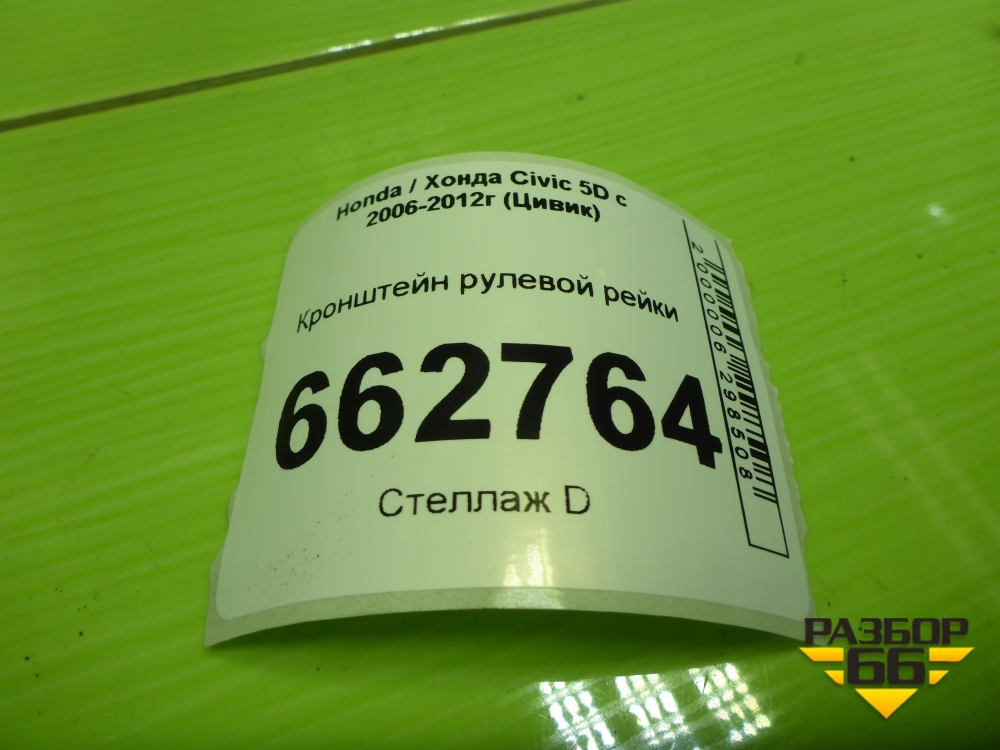 Honda / Хонда Civic 5D с
2006-2012г (Цивик)
Кронштейн рулевой рейки
662764
Стеллаж D
2000006298508
РАЗБОР
66